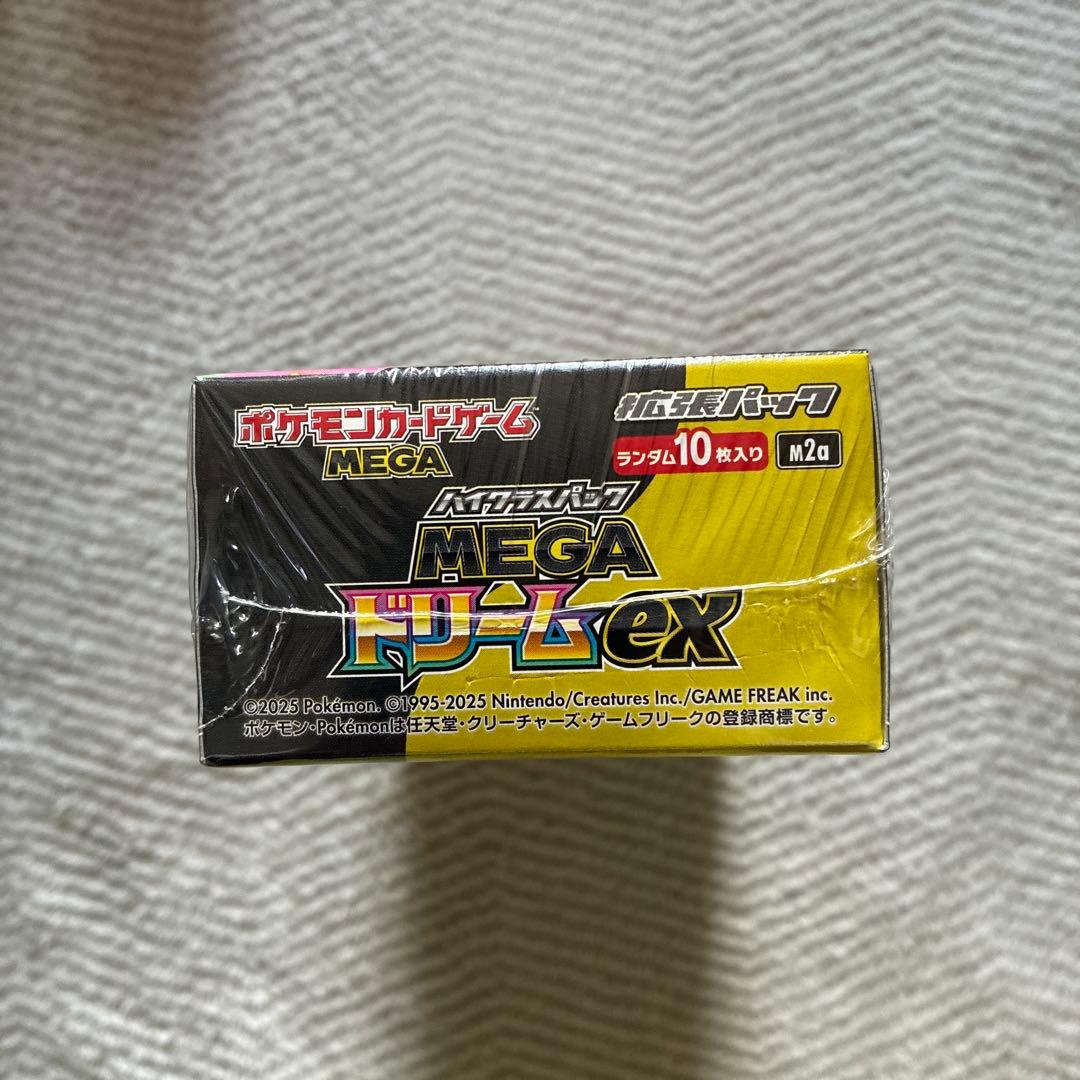 ポケモンカードゲーム™
MEGA
拡張パック
ランダム10枚入り M2a
ハイクラスパック
MEGA
ドリームex
©2025 Pokémon. ©1995-2025 Nintendo/Creatures Inc./GAME FREAK inc.
ポケモン・Pokémonは任天堂・クリーチャーズ・ゲームフリークの登録商標です。